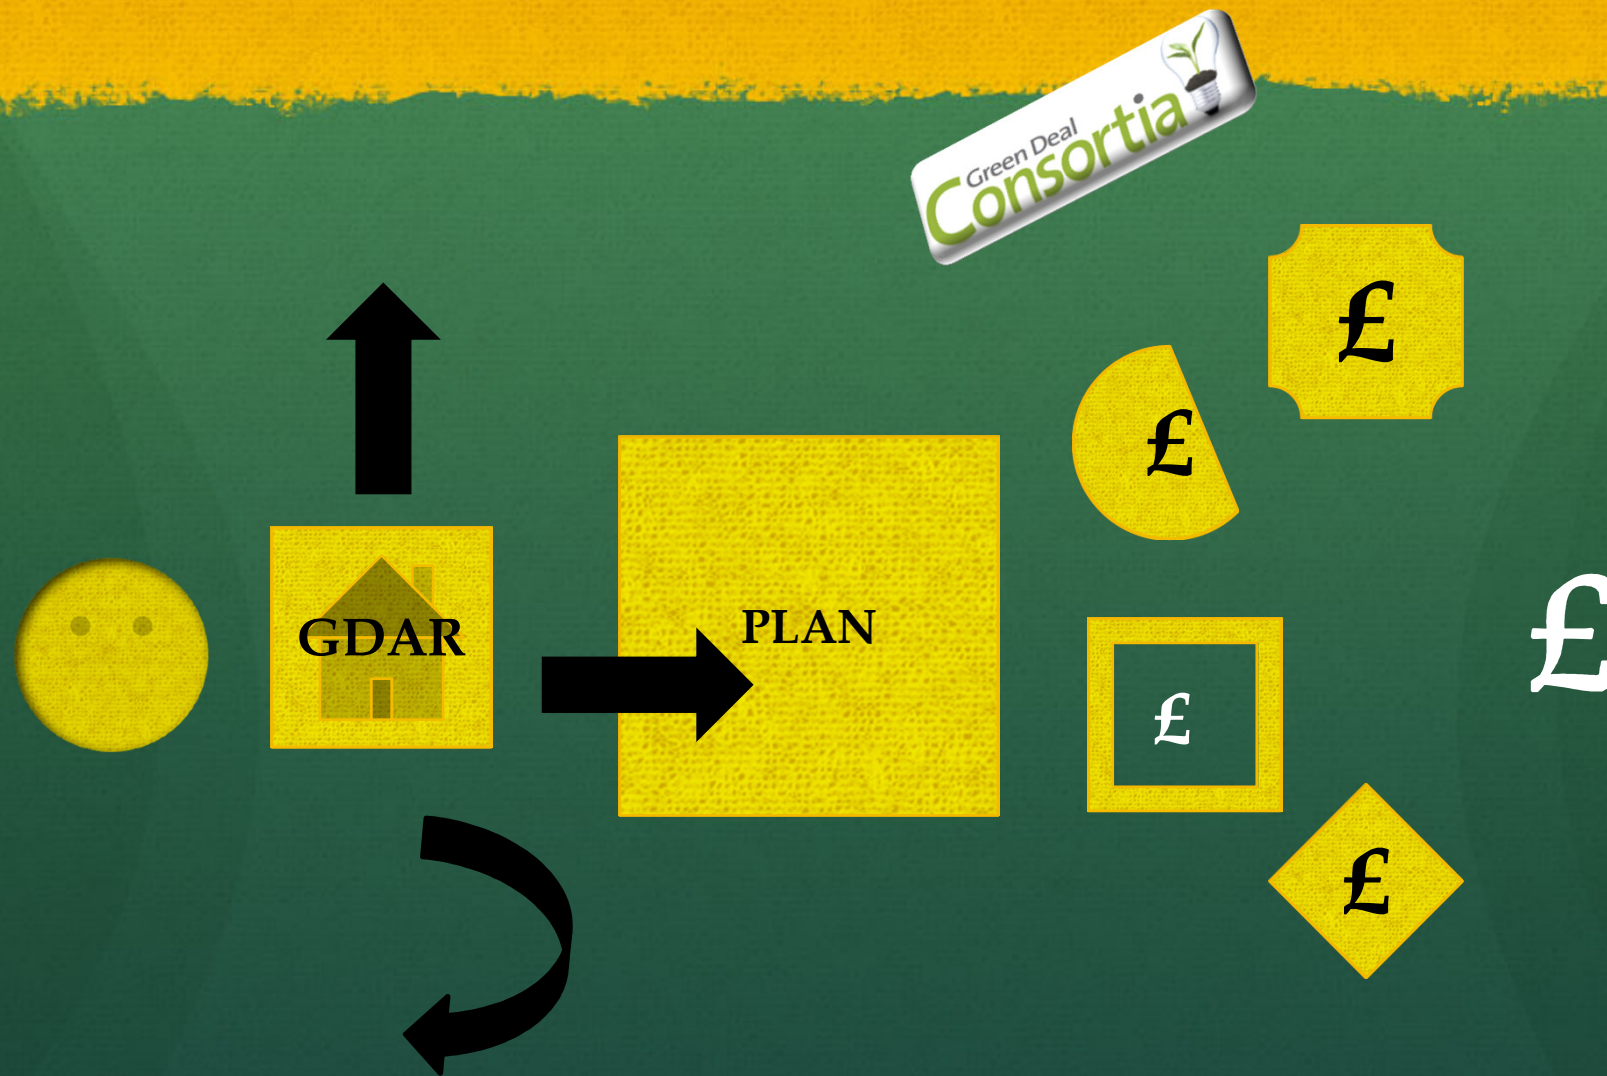 Green Deal
Consortia
£
£
GDAR
PLAN
£
£
£